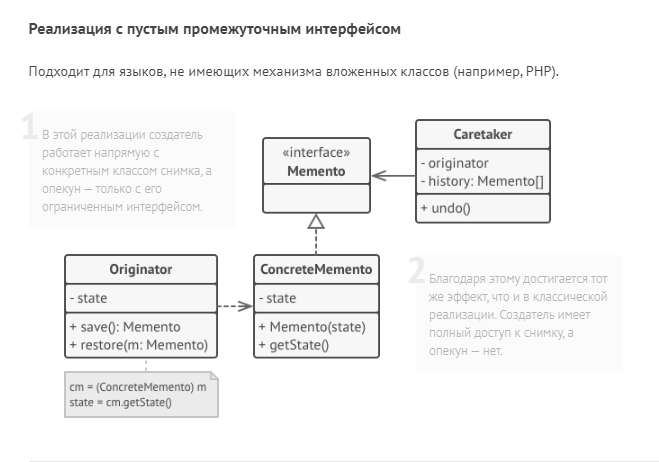 Реализация с пустым промежуточным интерфейсом
Подходит для языков, не имеющих механизма вложенных классов (например, PHP).
1
В этой реализации создатель
работает напрямую с
конкретным классом снимка, а
опекун — только с его
ограниченным интерфейсом.
«interface»
Memento
Caretaker
- originator
- history: Memento[]
+ undo()
Originator
- state
+ save(): Memento
+ restore(m: Memento)
cm = (ConcreteMemento) m
state = cm.getState()
ConcreteMemento
- state
+ Memento(state)
+ getState()
2
Благодаря этому достигается тот
же эффект, что и в классической
реализации. Создатель имеет
полный доступ к снимку, а
опекун — нет.